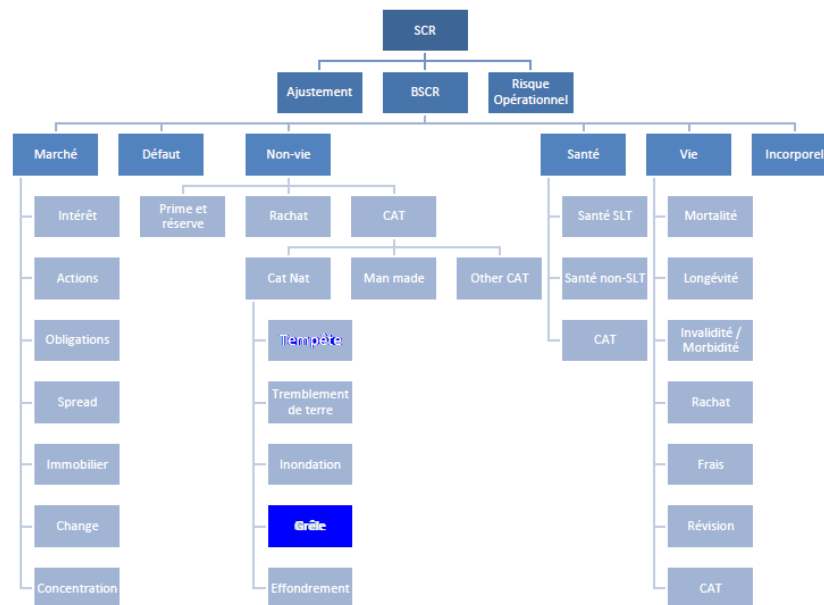 SCR
Ajustement
BSCR
Risque
Opérationnel
Marché
Défaut
Non-vie
Santé
Vie
Incorporel
Intérêt
Prime et
réserve
Rachat
CAT
Santé SLT
Mortalité
Actions
Cat Nat
Man made
Other CAT
Santé non-SLT
Longévité
Obligations
Tempête
CAT
Invalidité /
Morbidité
Spread
Tremblement
de terre
Rachat
Immobilier
Inondation
Frais
Change
Grêle
Révision
Concentration
Effondrement
CAT